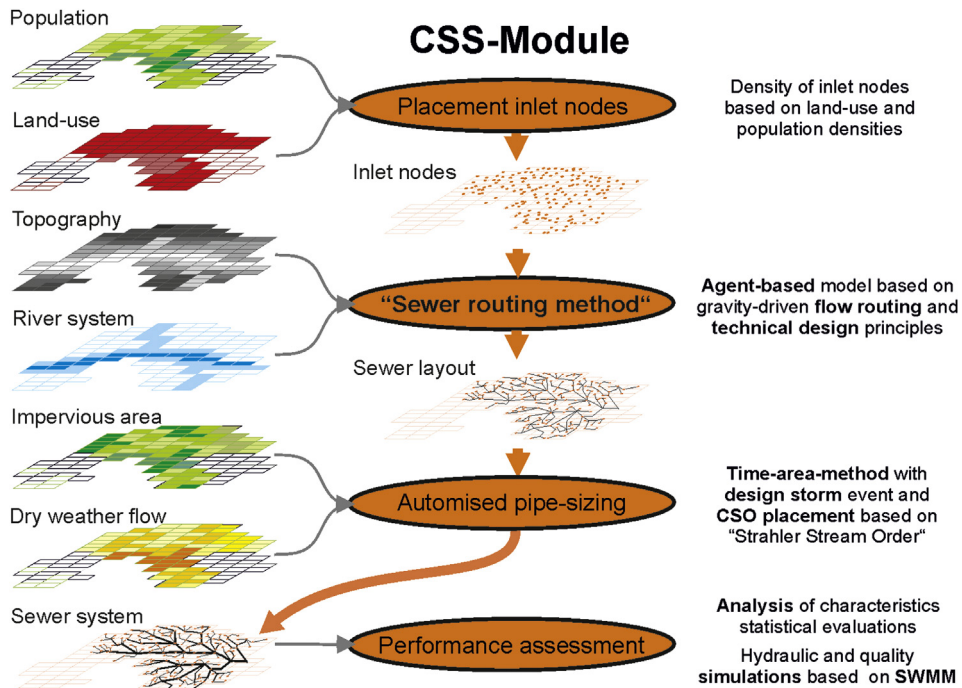 CSS-Module
Population
Land-use
Placement inlet nodes
Density of inlet nodes
based on land-use and
population densities
Inlet nodes
Topography
River system
“Sewer routing method“
Agent-based model based on
gravity-driven flow routing and
technical design principles
Sewer layout
Impervious area
Dry weather flow
Automised pipe-sizing
Time-area-method with
design storm event and
CSO placement based on
“Strahler Stream Order“
Sewer system
Performance assessment
Analysis of characteristics
statistical evaluations
Hydraulic and quality
simulations based on SWMM